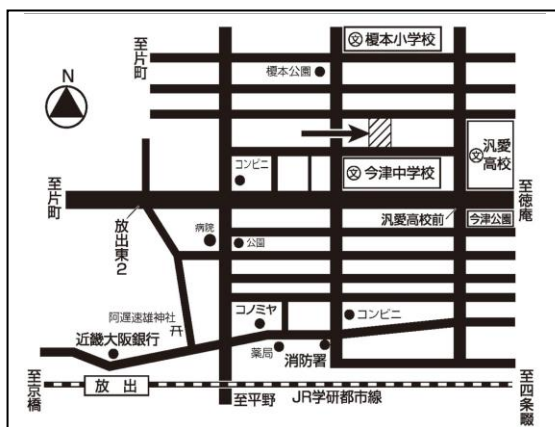 榎本小学校
至片町
榎本公園
N
汎愛高校
コンビニ
今津中学校
至片町
至徳庵
放出東2
汎愛高校前
今津公園
病院
公園
阿遅速雄神社
コノミヤ
コンビニ
近畿大阪銀行
薬局
消防署
至京橋
放出
至平野
JR学研都市線
至四条畷